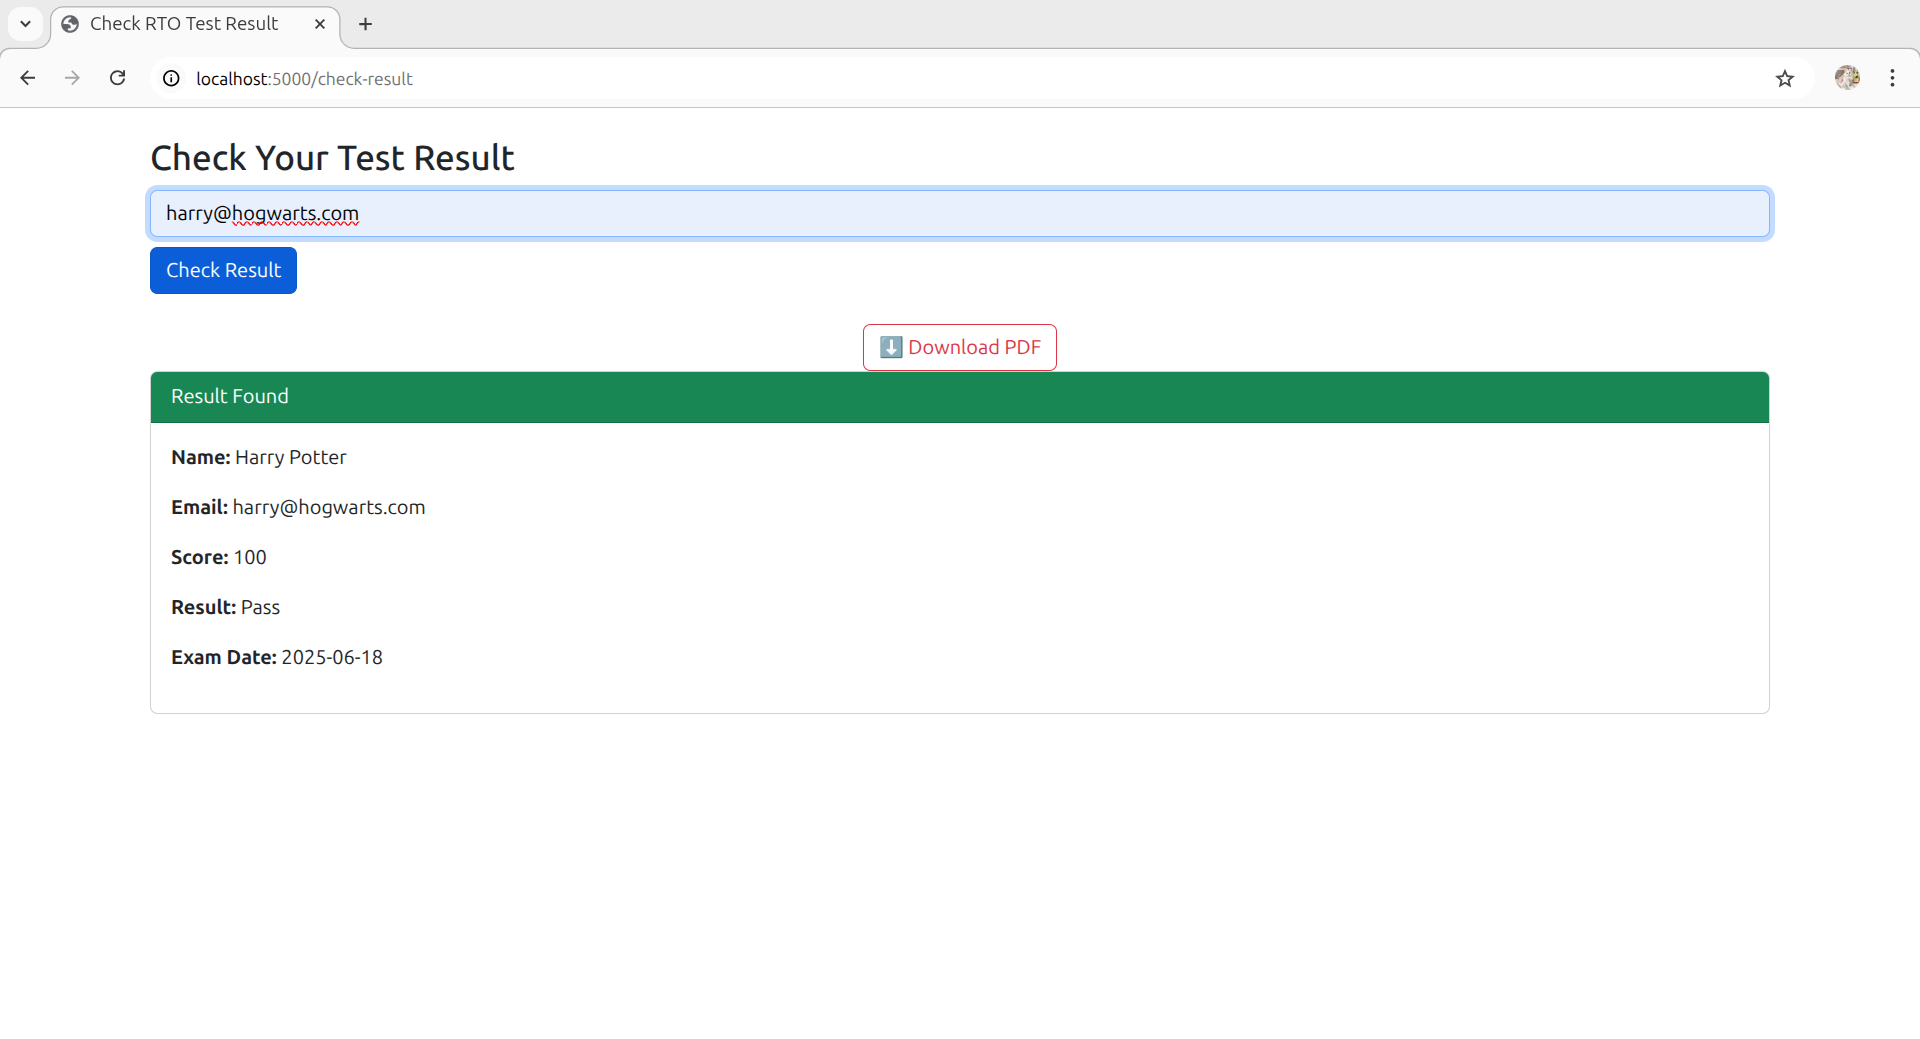 Check RTO Test Result
localhost:5000/check-result
Check Your Test Result
harry@hogwarts.com
Check Result
Download PDF
Result Found
Name: Harry Potter
Email: harry@hogwarts.com
Score: 100
Result: Pass
Exam Date: 2025-06-18